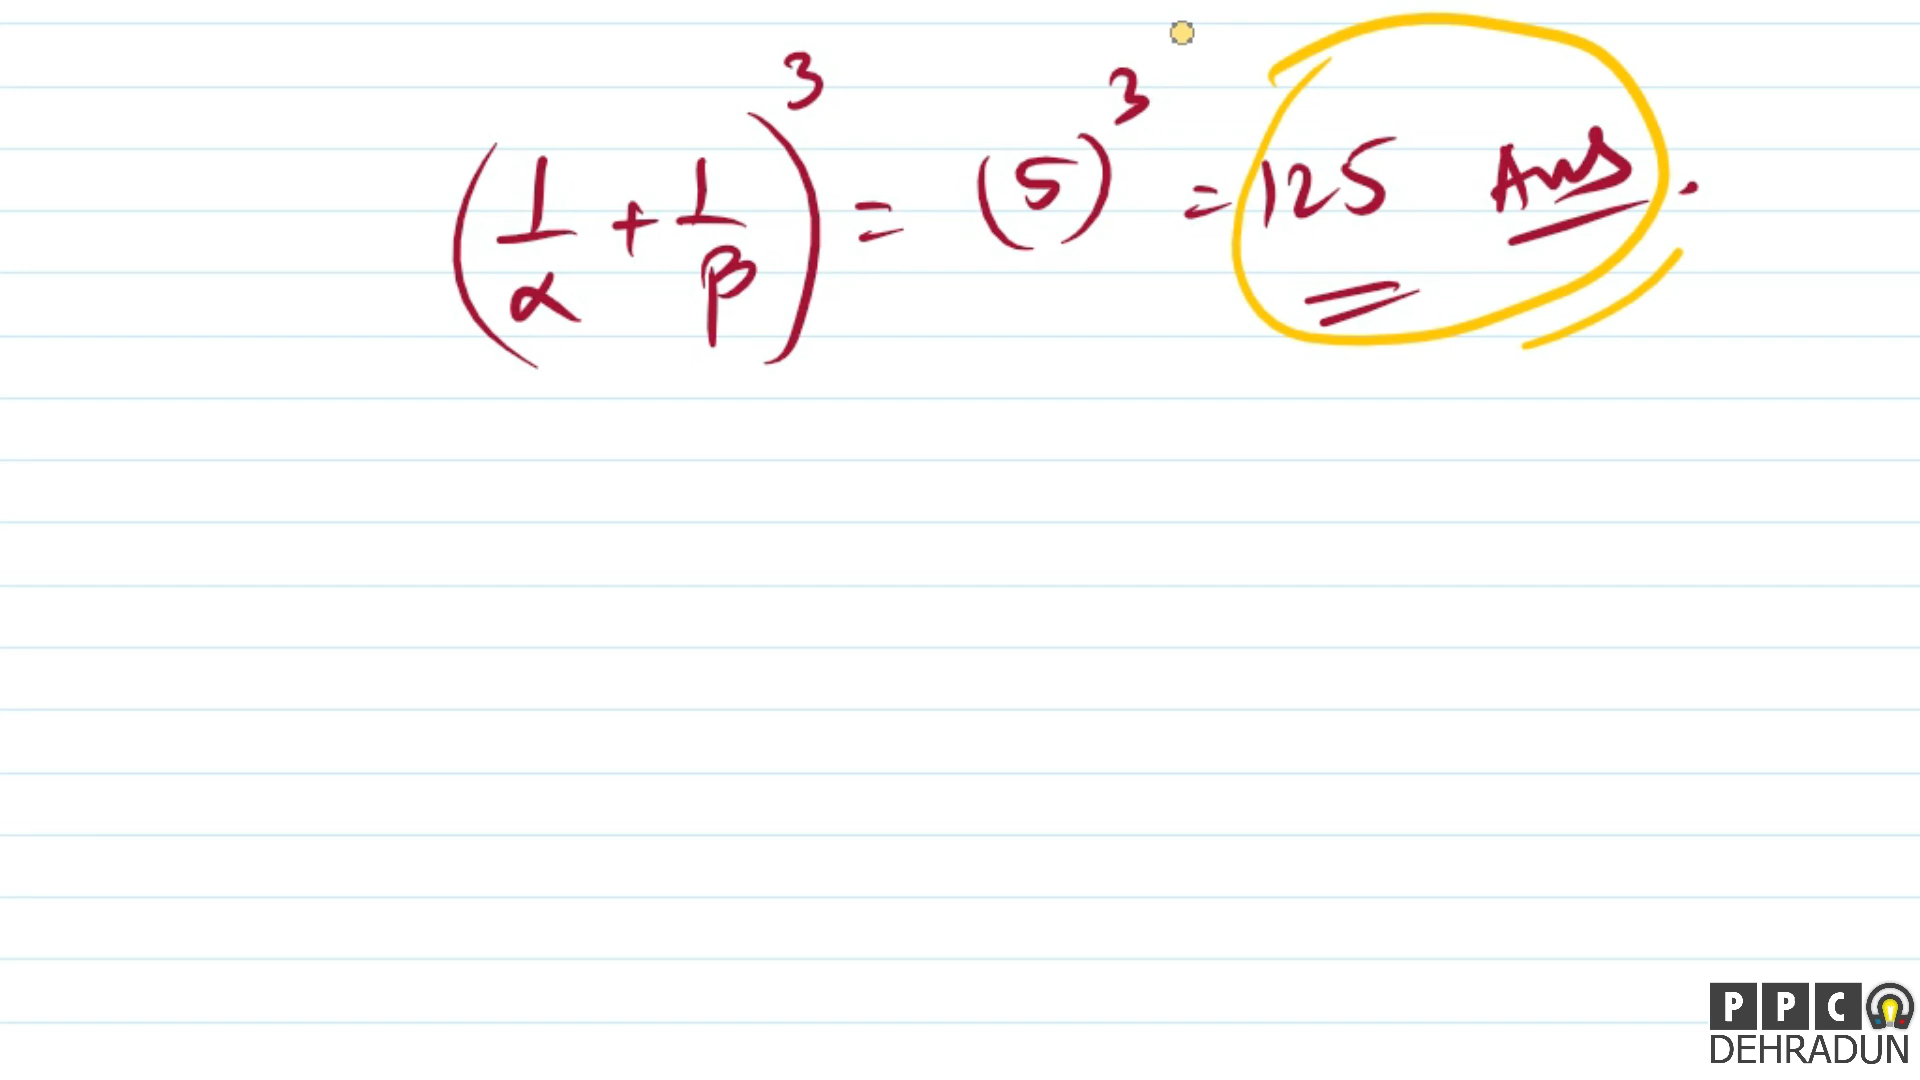 (1/α + 1/β)³ = (5)³ = 125 Ans.
PPC
DEHRADUN